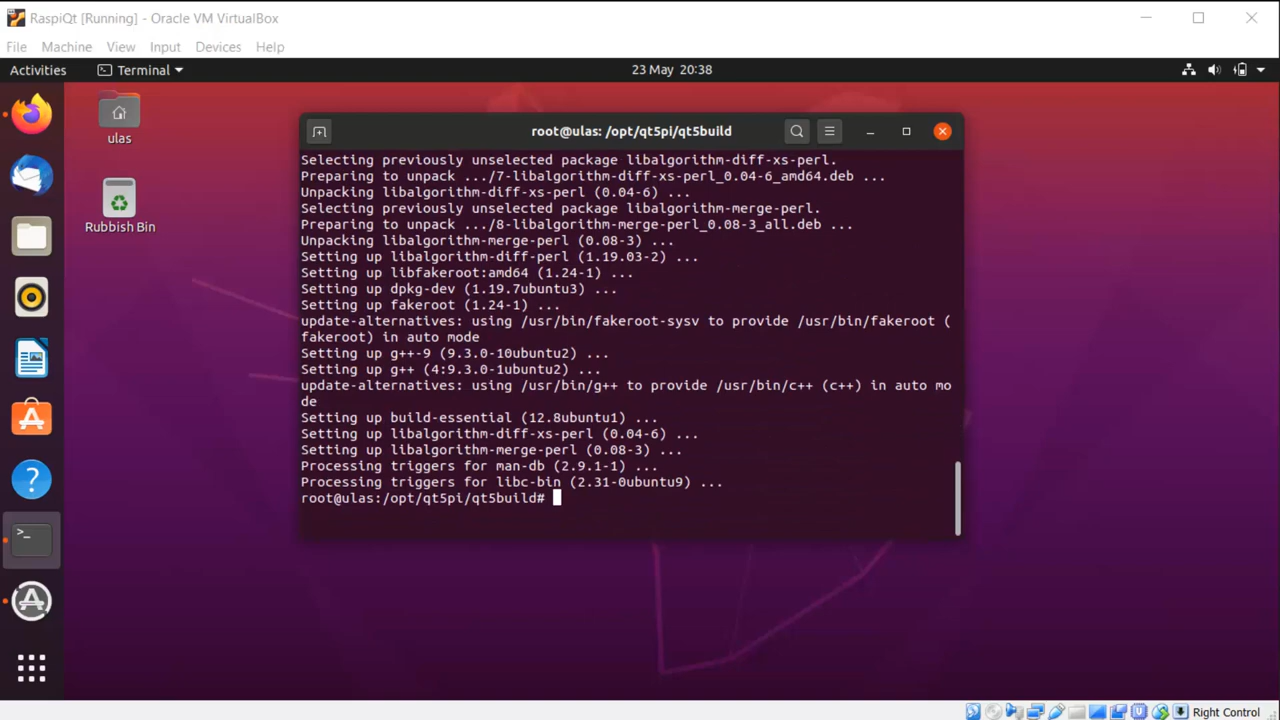 RaspiQt [Running] - Oracle VM VirtualBox
File Machine View Input Devices Help
Activities Terminal 23 May 20:38
ulas
Rubbish Bin
root@ulas: /opt/qt5pi/qt5build
Selecting previously unselected package libalgorithm-diff-xs-perl.
Preparing to unpack .../7-libalgorithm-diff-xs-perl_0.04-6_amd64.deb ...
Unpacking libalgorithm-diff-xs-perl (0.04-6) ...
Selecting previously unselected package libalgorithm-merge-perl.
Preparing to unpack .../8-libalgorithm-merge-perl_0.08-3_all.deb ...
Unpacking libalgorithm-merge-perl (0.08-3) ...
Setting up libalgorithm-diff-perl (1.19.03-2) ...
Setting up libfakeroot:amd64 (1.24-1) ...
Setting up dpkg-dev (1.19.7ubuntu3) ...
Setting up fakeroot (1.24-1) ...
update-alternatives: using /usr/bin/fakeroot-sysv to provide /usr/bin/fakeroot (
fakeroot) in auto mode
Setting up g++-9 (9.3.0-10ubuntu2) ...
Setting up g++ (4:9.3.0-1ubuntu2) ...
update-alternatives: using /usr/bin/g++ to provide /usr/bin/c++ (c++) in auto mo
de
Setting up build-essential (12.8ubuntu1) ...
Setting up libalgorithm-diff-xs-perl (0.04-6) ...
Setting up libalgorithm-merge-perl (0.08-3) ...
Processing triggers for man-db (2.9.1-1) ...
Processing triggers for libc-bin (2.31-0ubuntu9) ...
root@ulas:/opt/qt5pi/qt5build#
Right Control